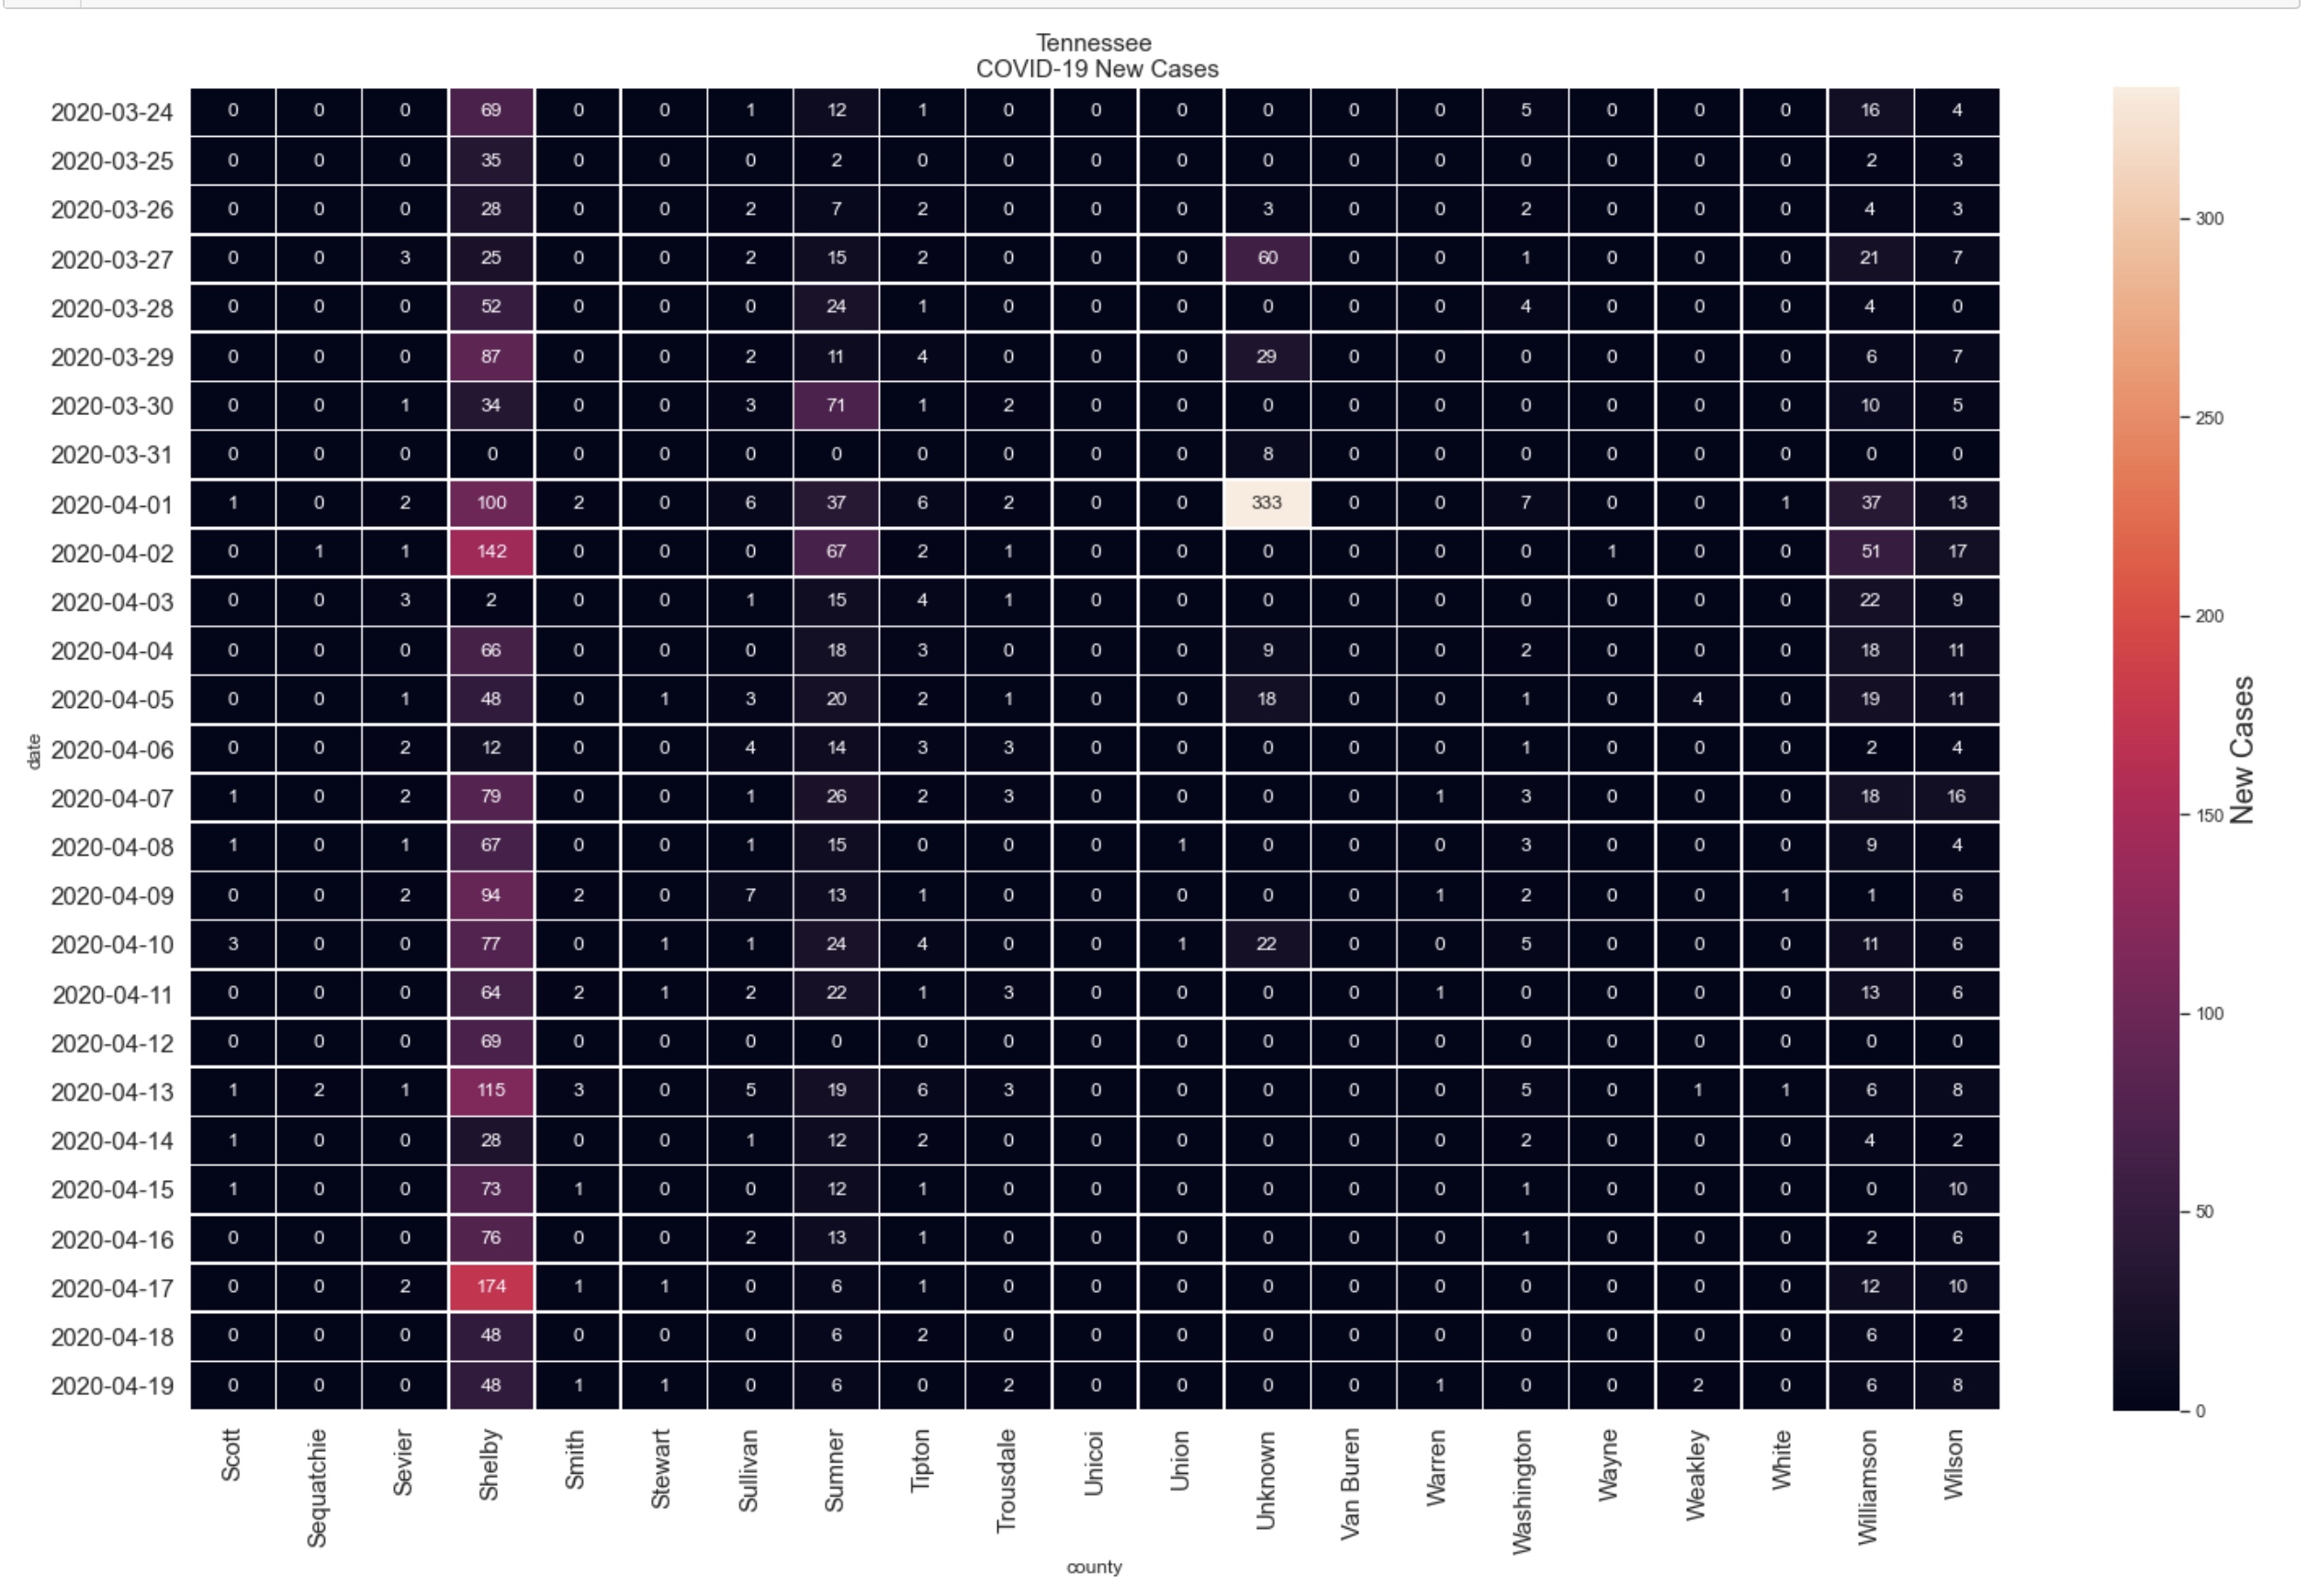 Tennessee
COVID-19 New Cases
2020-03-24 0 0 0 69 0 0 1 12 1 0 0 0 0 0 0 5 0 0 0 16 4
2020-03-25 0 0 0 35 0 0 0 2 0 0 0 0 0 0 0 0 0 0 0 2 3
2020-03-26 0 0 0 28 0 0 2 7 2 0 0 0 3 0 0 2 0 0 0 4 3
2020-03-27 0 0 3 25 0 0 2 15 2 0 0 0 60 0 0 1 0 0 0 21 7
2020-03-28 0 0 0 52 0 0 0 24 1 0 0 0 0 0 0 4 0 0 0 4 0
2020-03-29 0 0 0 87 0 0 2 11 4 0 0 0 29 0 0 0 0 0 0 6 7
2020-03-30 0 0 1 34 0 0 3 71 1 2 0 0 0 0 0 0 0 0 0 10 5
2020-03-31 0 0 0 0 0 0 0 0 0 0 0 0 8 0 0 0 0 0 0 0 0
2020-04-01 1 0 2 100 2 0 6 37 6 2 0 0 333 0 0 7 0 0 1 37 13
2020-04-02 0 1 1 142 0 0 0 67 2 1 0 0 0 0 0 0 1 0 0 51 17
2020-04-03 0 0 3 2 0 0 1 15 4 1 0 0 0 0 0 0 0 0 0 22 9
2020-04-04 0 0 0 66 0 0 0 18 3 0 0 0 9 0 0 2 0 0 0 18 11
2020-04-05 0 0 1 48 0 1 3 20 2 1 0 0 18 0 0 1 0 4 0 19 11
2020-04-06 0 0 2 12 0 0 4 14 3 3 0 0 0 0 0 1 0 0 0 2 4
2020-04-07 1 0 2 79 0 0 1 26 2 3 0 0 0 0 1 3 0 0 0 18 16
2020-04-08 1 0 1 67 0 0 1 15 0 0 0 1 0 0 0 3 0 0 0 9 4
2020-04-09 0 0 2 94 2 0 7 13 1 0 0 0 0 0 1 2 0 0 1 1 6
2020-04-10 3 0 0 77 0 1 1 24 4 0 0 1 22 0 0 5 0 0 0 11 6
2020-04-11 0 0 0 64 2 1 2 22 1 3 0 0 0 0 1 0 0 0 0 13 6
2020-04-12 0 0 0 69 0 0 0 0 0 0 0 0 0 0 0 0 0 0 0 0 0
2020-04-13 1 2 1 115 3 0 5 19 6 3 0 0 0 0 0 5 0 1 1 6 8
2020-04-14 1 0 0 28 0 0 1 12 2 0 0 0 0 0 0 2 0 0 0 4 2
2020-04-15 1 0 0 73 1 0 0 12 1 0 0 0 0 0 0 1 0 0 0 0 10
2020-04-16 0 0 0 76 0 0 2 13 1 0 0 0 0 0 0 1 0 0 0 2 6
2020-04-17 0 0 2 174 1 1 0 6 1 0 0 0 0 0 0 0 0 0 0 12 10
2020-04-18 0 0 0 48 0 0 0 6 2 0 0 0 0 0 0 0 0 0 0 6 2
2020-04-19 0 0 0 48 1 1 0 6 0 2 0 0 0 0 1 0 0 2 0 6 8
date
Scott Sequatchie Sevier Shelby Smith Stewart Sullivan Sumner Tipton Trousdale Unicoi Union Unknown Van Buren Warren Washington Wayne Weakley White Williamson Wilson
county
300
250
200
150
100
50
0
New Cases